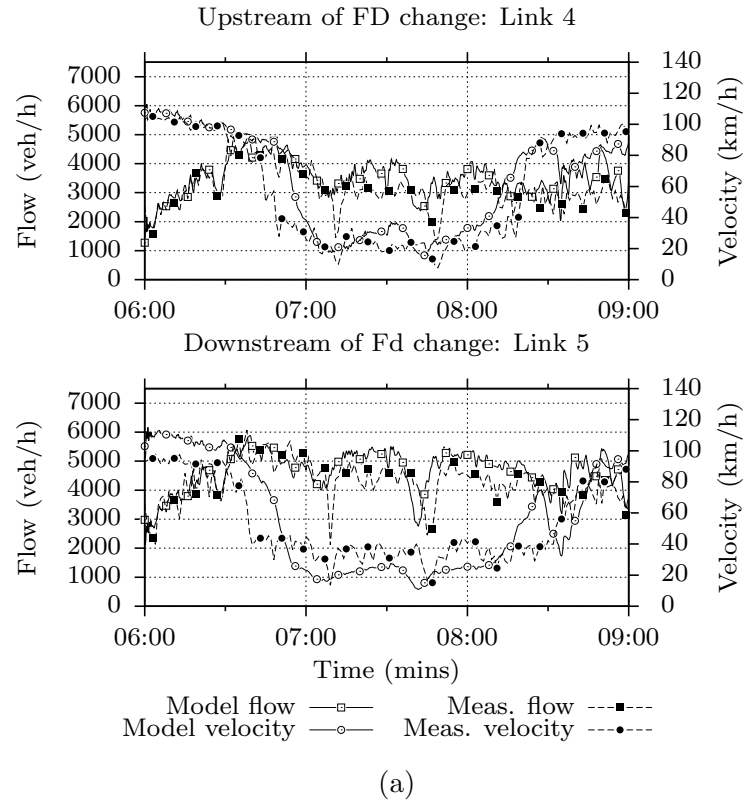 Upstream of FD change: Link 4
7000
6000
5000
4000
3000
2000
1000
0
Flow (veh/h)
140
120
100
80
60
40
20
0
Velocity (km/h)
06:00 07:00 08:00 09:00
Downstream of Fd change: Link 5
7000
6000
5000
4000
3000
2000
1000
0
Flow (veh/h)
140
120
100
80
60
40
20
0
Velocity (km/h)
06:00 07:00 08:00 09:00
Time (mins)
Model flow Meas. flow
Model velocity Meas. velocity
(a)